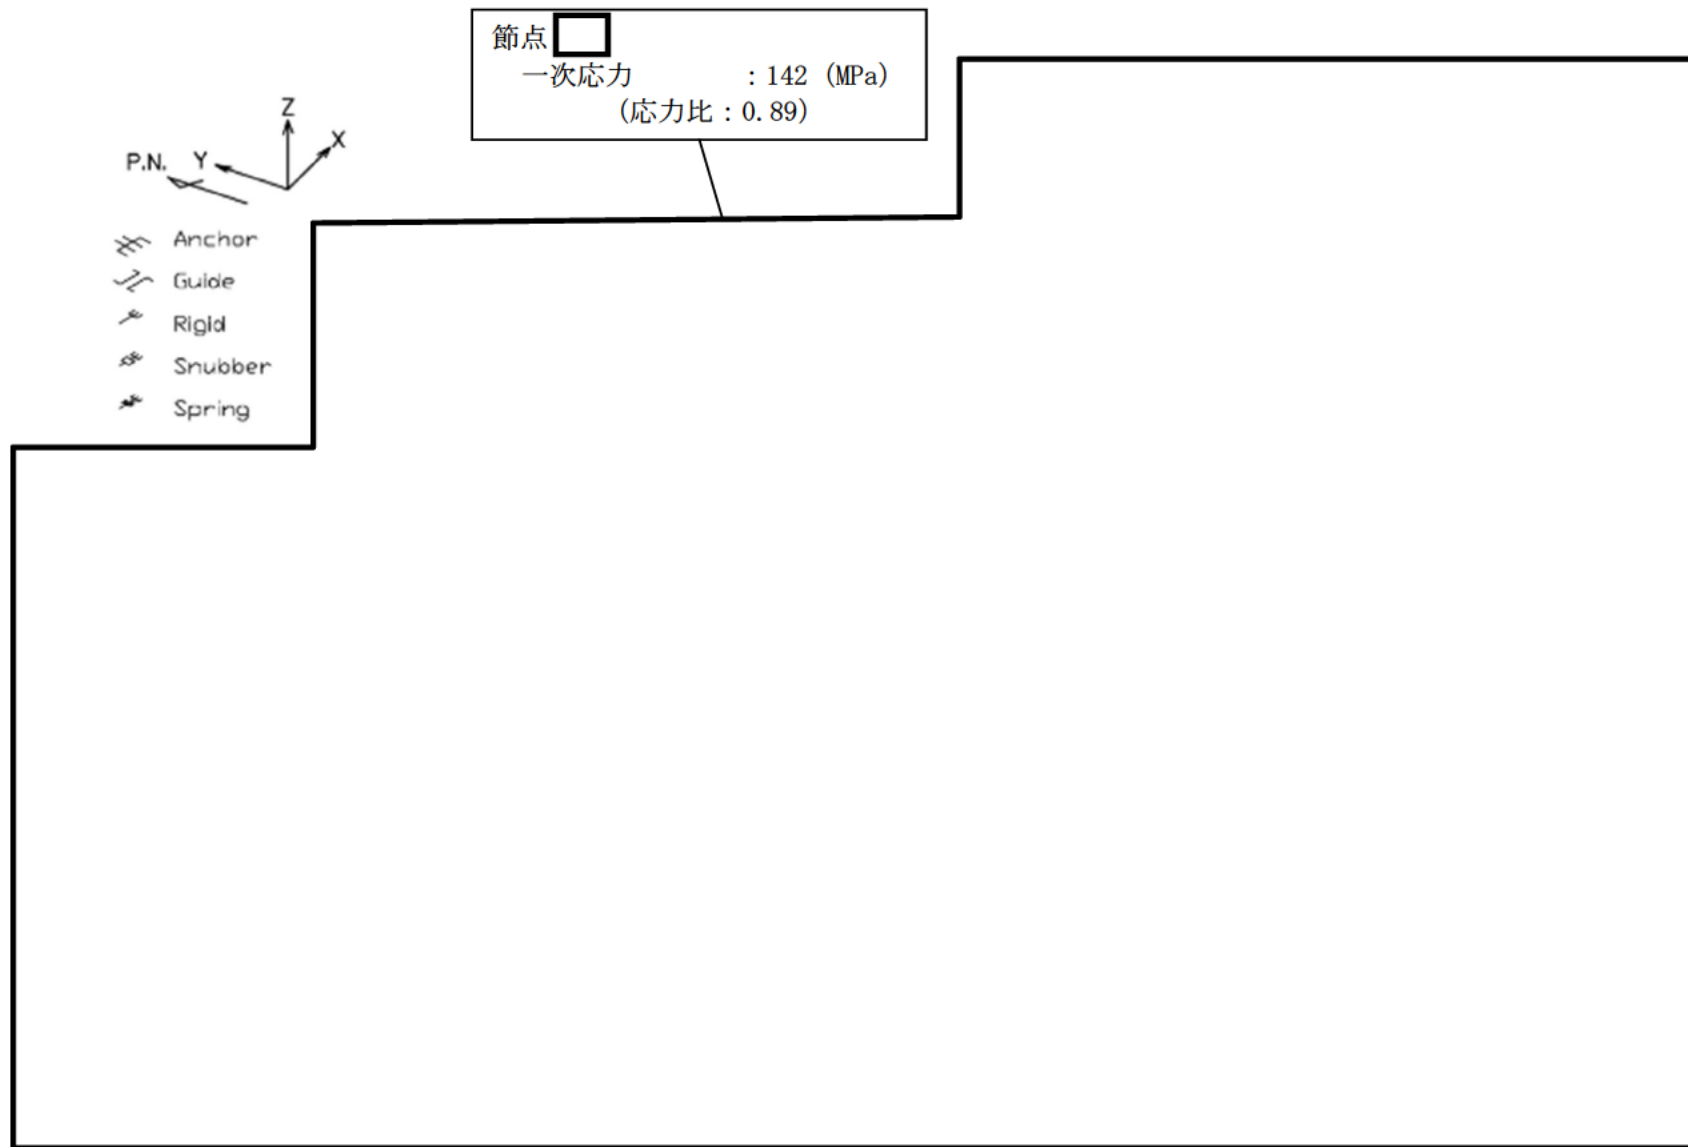 節点
一次応力 : 142 (MPa)
(応力比:0.89)
Z
X
P.N. Y
Anchor
Guide
Rigid
Snubber
Spring